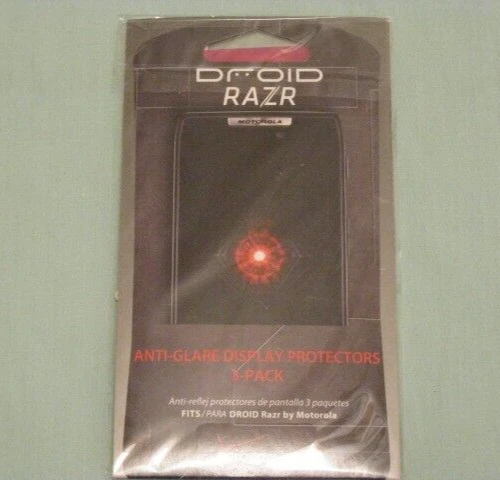 DROID
RAZR
MOTOROLA
ANTI-GLARE DISPLAY PROTECTORS
3-PACK
Anti-reflej protectores de pantalla 3 paquetes
FITS/PARA DROID Razr by Motorola